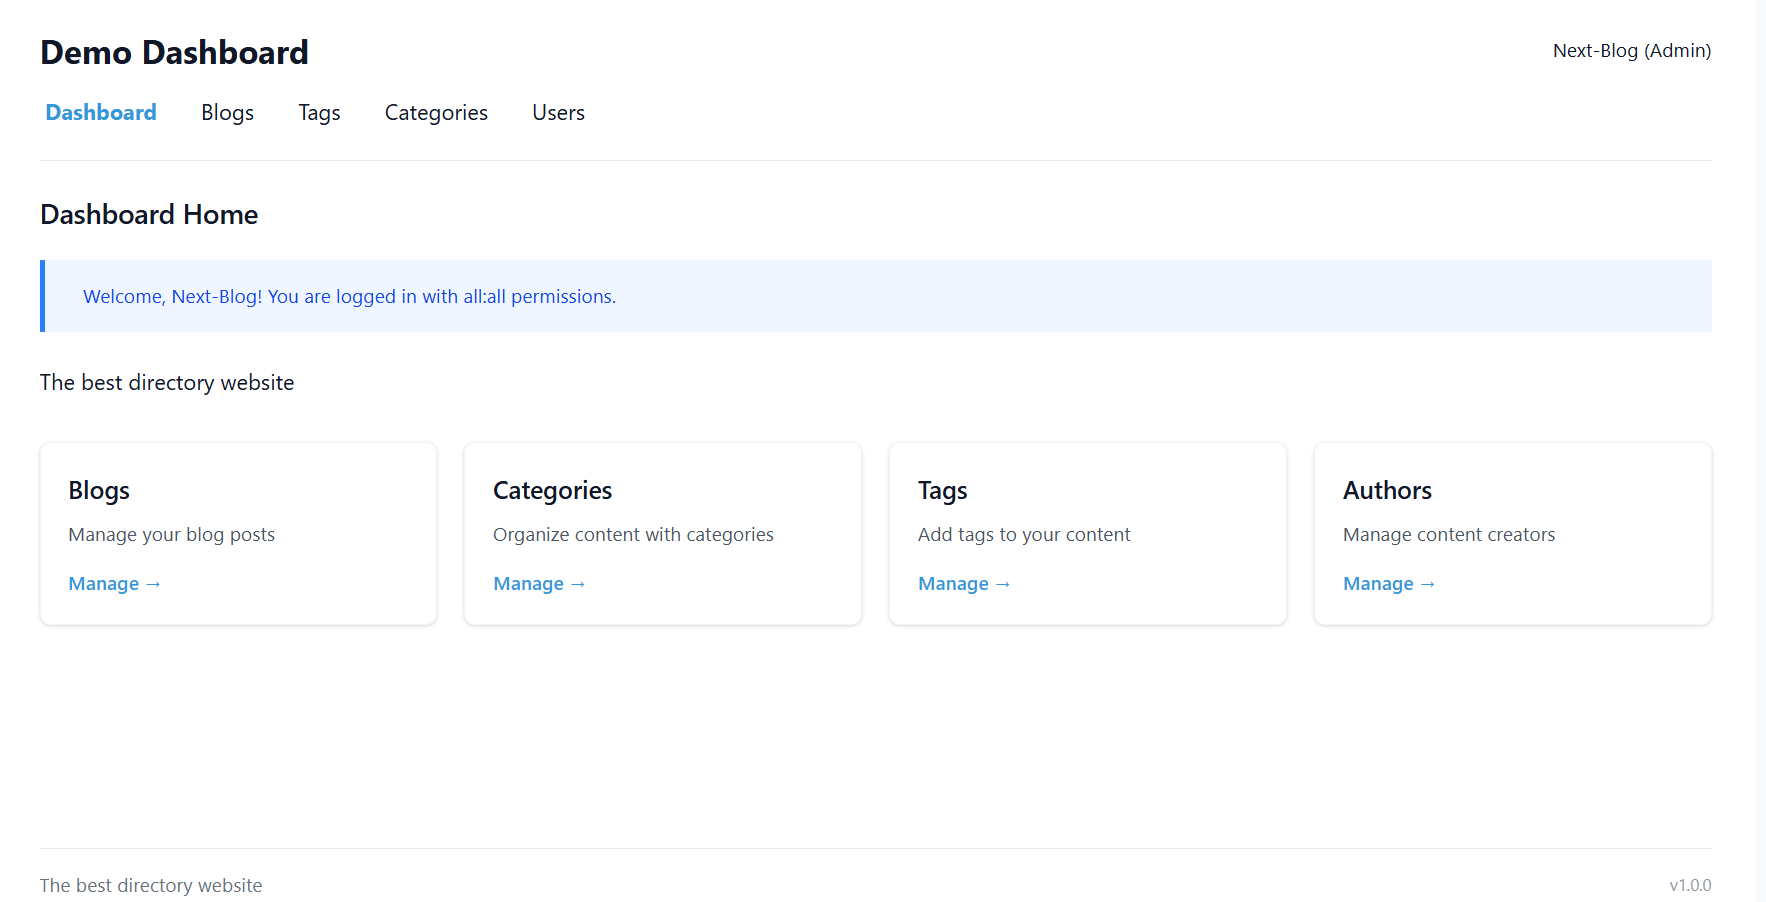 Demo Dashboard
Next-Blog (Admin)
Dashboard
Blogs
Tags
Categories
Users
Dashboard Home
Welcome, Next-Blog! You are logged in with all:all permissions.
The best directory website
Blogs
Manage your blog posts
Manage →
Categories
Organize content with categories
Manage →
Tags
Add tags to your content
Manage →
Authors
Manage content creators
Manage →
The best directory website
v1.0.0